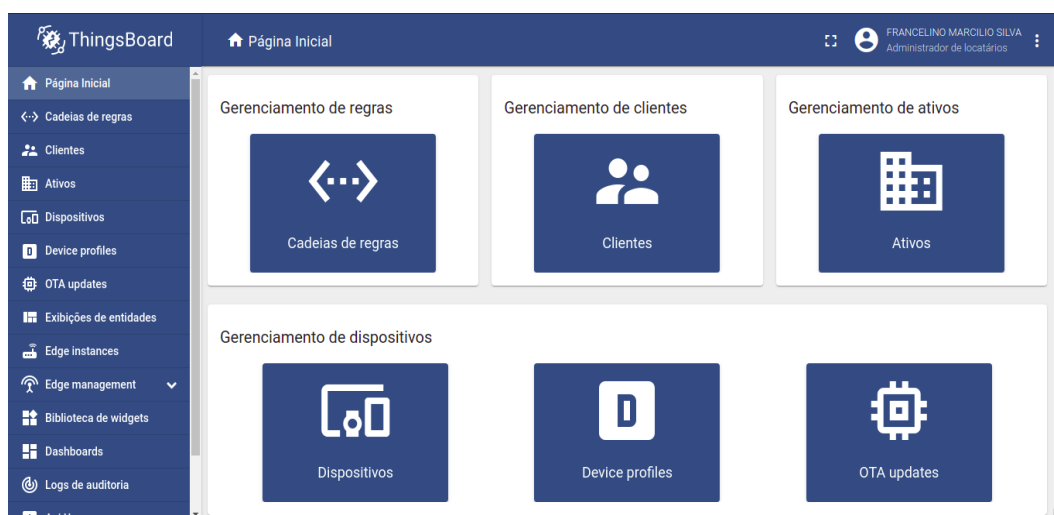 ThingsBoard
Página Inicial
FRANCELINO MARCILIO SILVA
Administrador de locatários
Página Inicial
Cadeias de regras
Clientes
Ativos
Dispositivos
Device profiles
OTA updates
Exibições de entidades
Edge instances
Edge management
Biblioteca de widgets
Dashboards
Logs de auditoria
Gerenciamento de regras
Cadeias de regras
Gerenciamento de clientes
Clientes
Gerenciamento de ativos
Ativos
Gerenciamento de dispositivos
Dispositivos
D
Device profiles
OTA updates